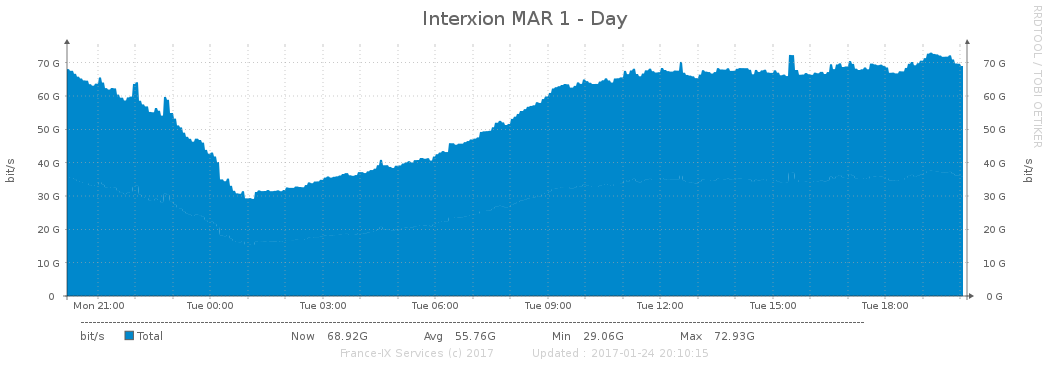 Interxion MAR 1 - Day
RRDTOOL / TOBI OETIKER
bit/s
bit/s
70 G
60 G
50 G
40 G
30 G
20 G
10 G
0
70 G
60 G
50 G
40 G
30 G
20 G
10 G
0 G
Mon 21:00 Tue 00:00 Tue 03:00 Tue 06:00 Tue 09:00 Tue 12:00 Tue 15:00 Tue 18:00
bit/s Total Now 68.92G Avg 55.76G Min 29.06G Max 72.93G
France-IX Services (c) 2017 Updated : 2017-01-24 20:10:15